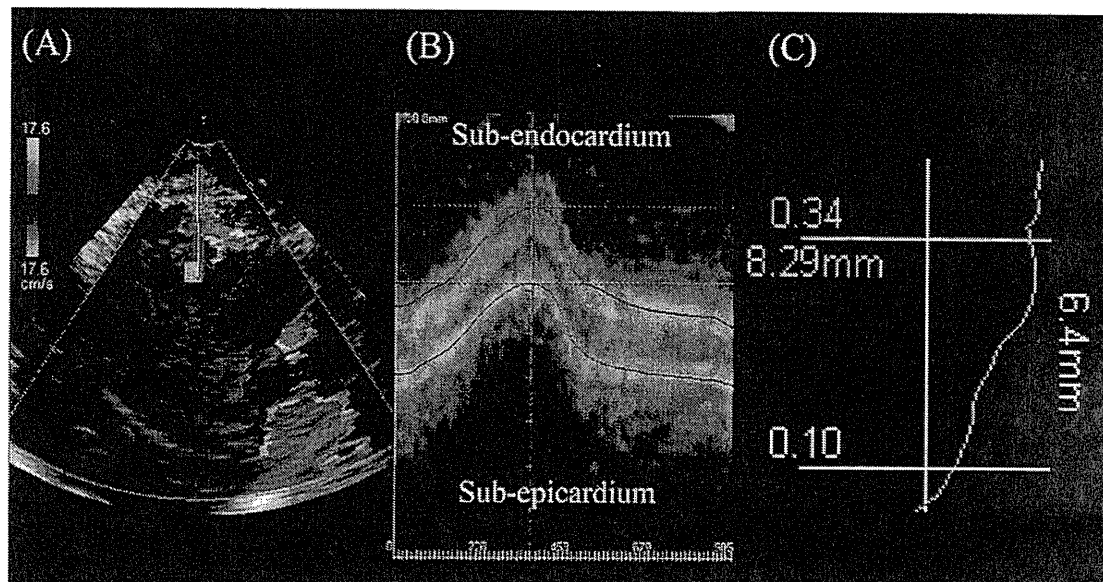 (A)
17.6
17.6
cm/s
(B)
Sub-endocardium
Sub-epicardium
(C)
0.34
8.29mm
6.4mm
0.10